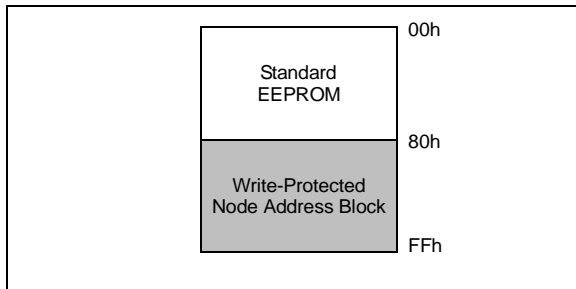 00h
Standard
EEPROM
80h
Write-Protected
Node Address Block
FFh